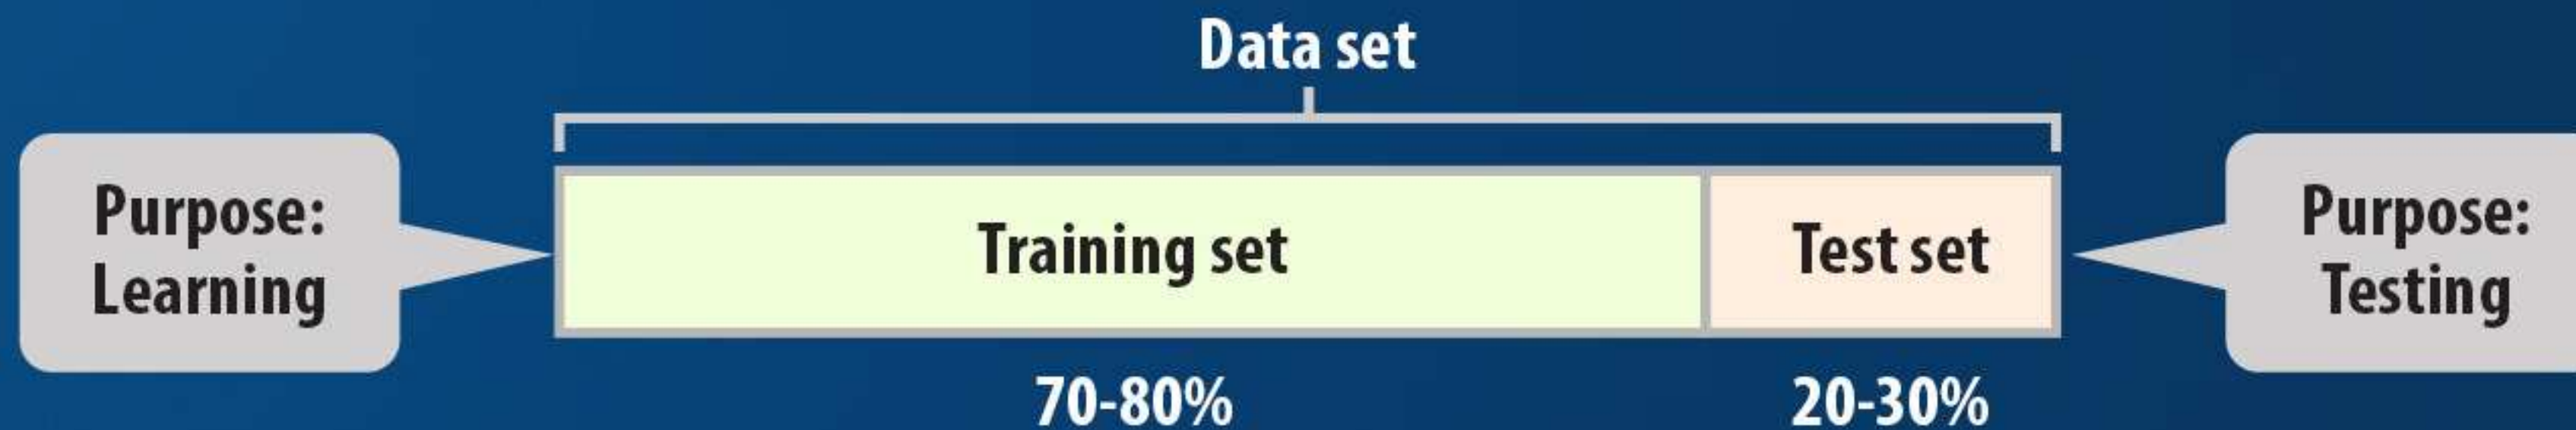 Data set
Purpose:
Learning
Training set
Test set
Purpose:
Testing
70-80%
20-30%